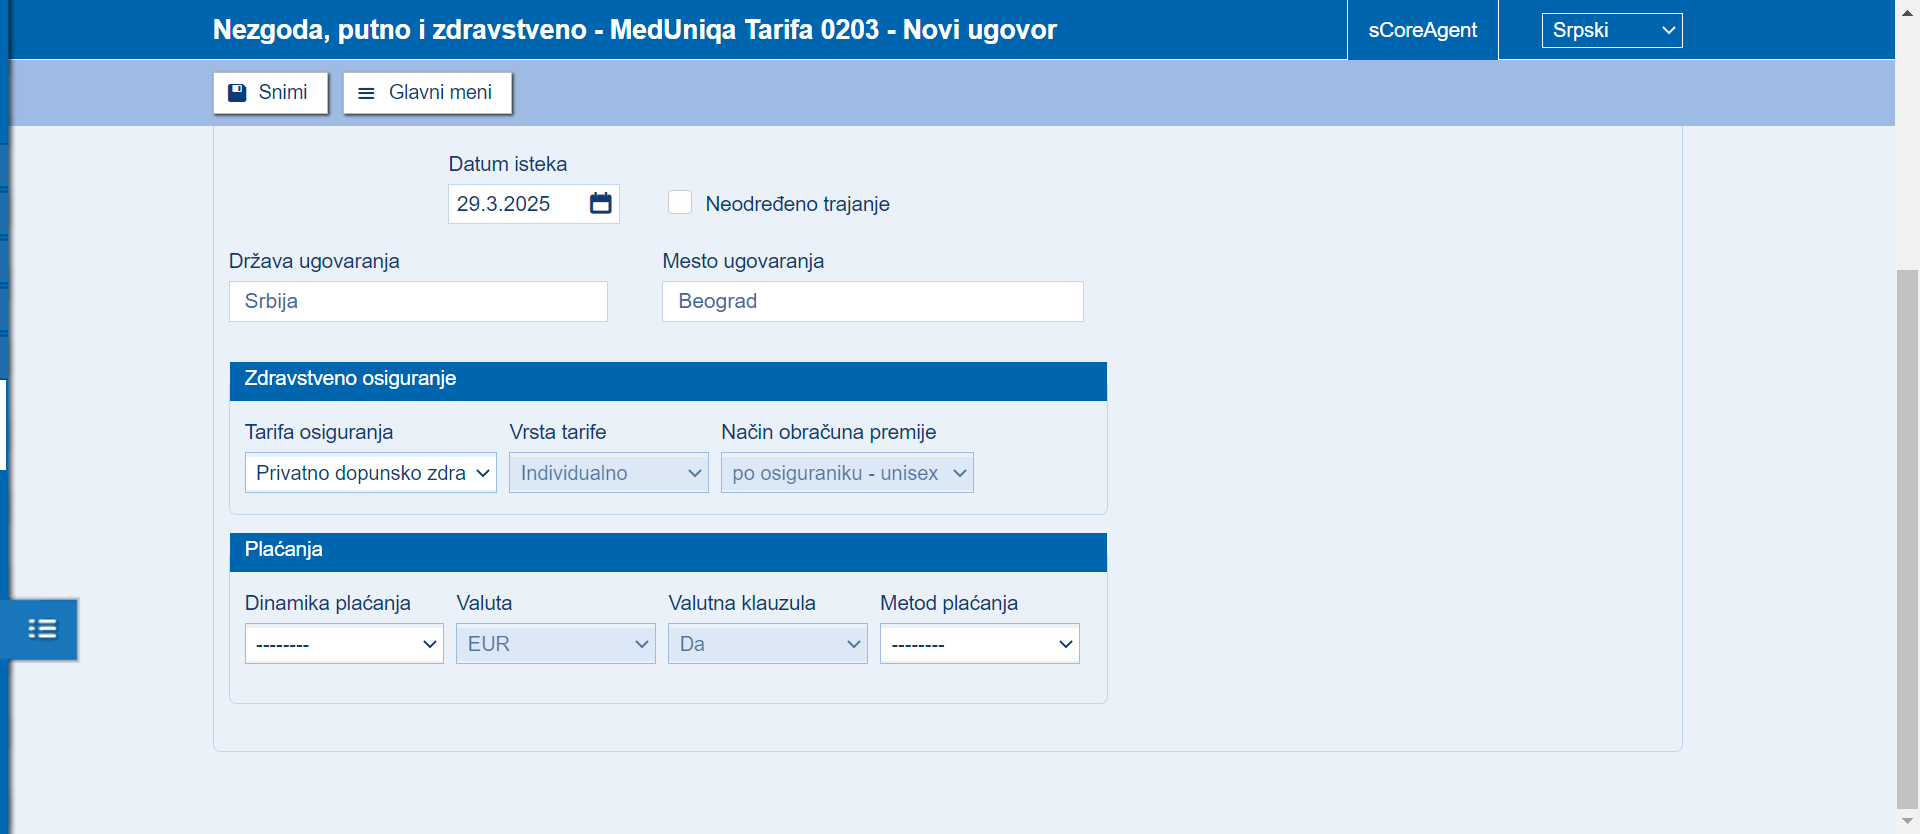 Nezgoda, putno i zdravstveno - MedUniqa Tarifa 0203 - Novi ugovor
sCoreAgent
Srpski
Snimi
Glavni meni
Datum isteka
29.3.2025
Neodređeno trajanje
Država ugovaranja
Mesto ugovaranja
Srbija
Beograd
Zdravstveno osiguranje
Tarifa osiguranja
Vrsta tarife
Način obračuna premije
Privatno dopunsko zdra
Individualno
po osiguraniku - unisex
Plaćanja
Dinamika plaćanja
Valuta
Valutna klauzula
Metod plaćanja
--------
EUR
Da
--------